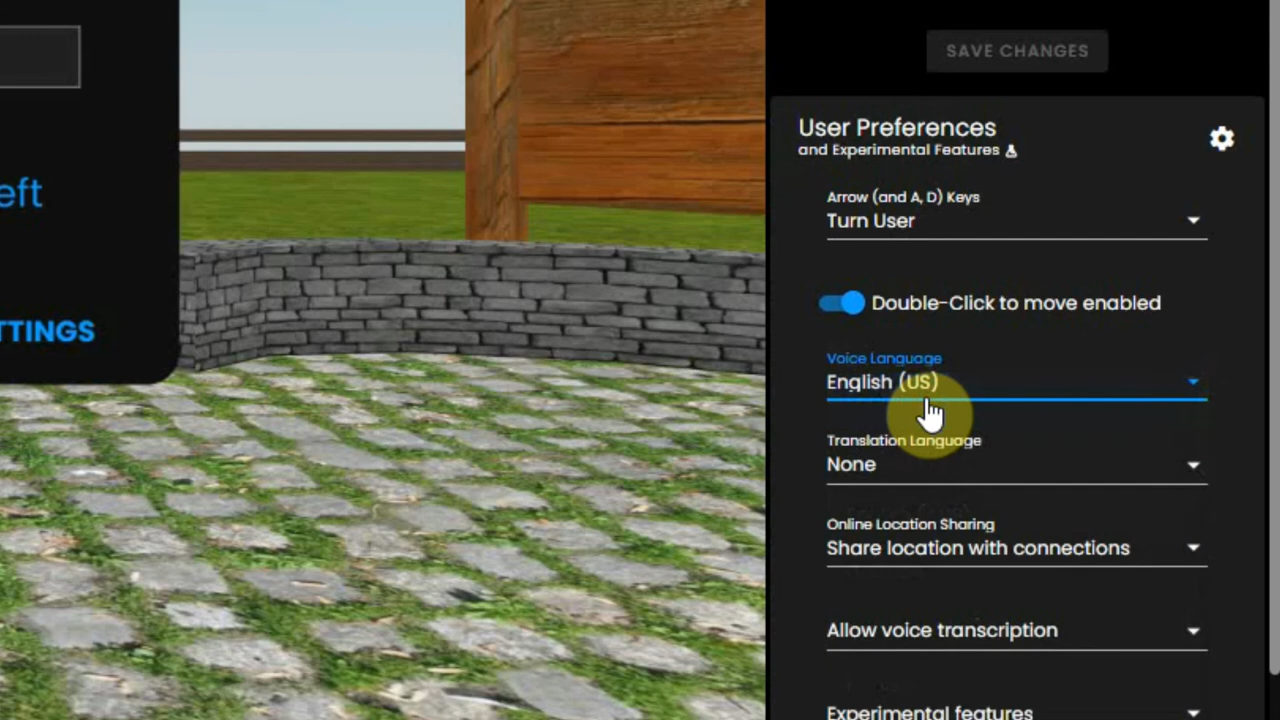 eft
TTINGS
SAVE CHANGES
User Preferences
and Experimental Features
Arrow (and A, D) Keys
Turn User
Double-Click to move enabled
Voice Language
English (US)
Translation Language
None
Online Location Sharing
Share location with connections
Allow voice transcription
Experimental features